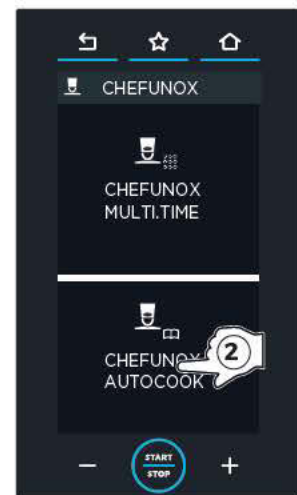 CHEFUNOX
CHEFUNOX
MULTI.TIME
CHEFUNOX
AUTOCOOK
2
− START STOP +